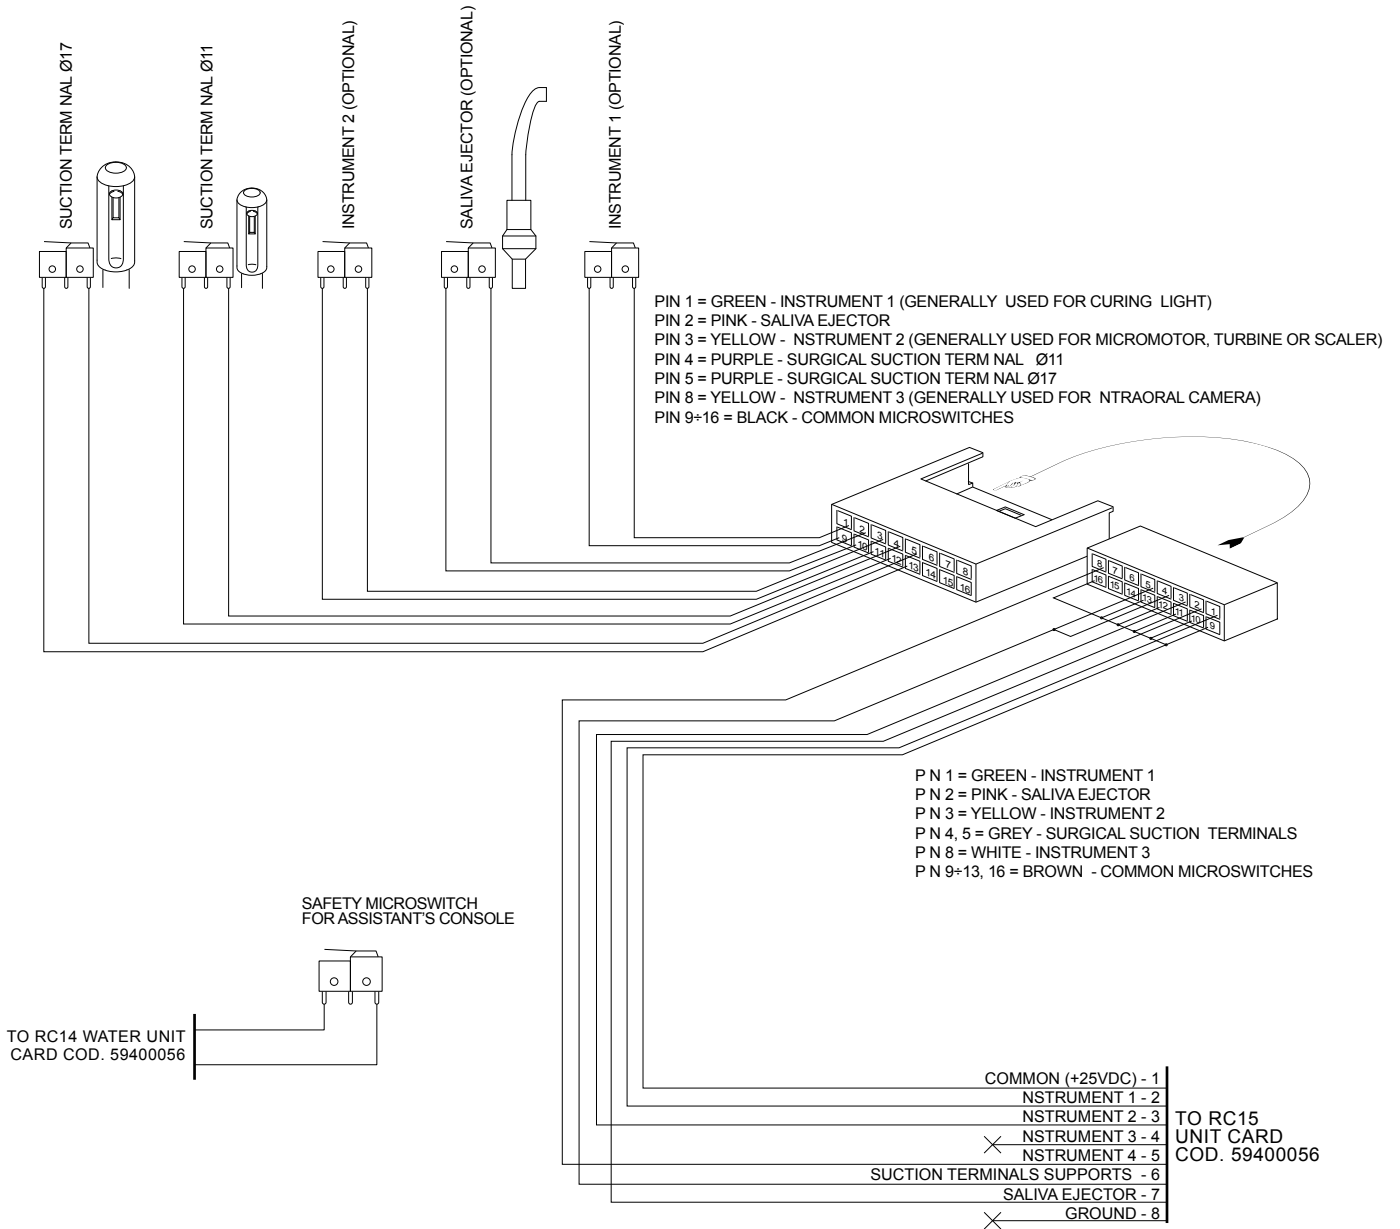 SUCTION TERM NAL Ø17
SUCTION TERM NAL Ø11
INSTRUMENT 2 (OPTIONAL)
SALIVA EJECTOR (OPTIONAL)
INSTRUMENT 1 (OPTIONAL)
PIN 1 = GREEN - INSTRUMENT 1 (GENERALLY USED FOR CURING LIGHT)
PIN 2 = PINK - SALIVA EJECTOR
PIN 3 = YELLOW - NSTRUMENT 2 (GENERALLY USED FOR MICROMOTOR, TURBINE OR SCALER)
PIN 4 = PURPLE - SURGICAL SUCTION TERM NAL Ø11
PIN 5 = PURPLE - SURGICAL SUCTION TERM NAL Ø17
PIN 8 = YELLOW - NSTRUMENT 3 (GENERALLY USED FOR NTRAORAL CAMERA)
PIN 9÷16 = BLACK - COMMON MICROSWITCHES
1 2 3 4 5 6 7 8
9 10 11 12 13 14 15 16
8 7 6 5 4 3 2 1
16 15 14 13 12 11 10 9
P N 1 = GREEN - INSTRUMENT 1
P N 2 = PINK - SALIVA EJECTOR
P N 3 = YELLOW - INSTRUMENT 2
P N 4, 5 = GREY - SURGICAL SUCTION TERMINALS
P N 8 = WHITE - INSTRUMENT 3
P N 9÷13, 16 = BROWN - COMMON MICROSWITCHES
SAFETY MICROSWITCH
FOR ASSISTANT'S CONSOLE
TO RC14 WATER UNIT
CARD COD. 59400056
COMMON (+25VDC) - 1
NSTRUMENT 1 - 2
NSTRUMENT 2 - 3
NSTRUMENT 3 - 4
NSTRUMENT 4 - 5
SUCTION TERMINALS SUPPORTS - 6
SALIVA EJECTOR - 7
GROUND - 8
TO RC15
UNIT CARD
COD. 59400056